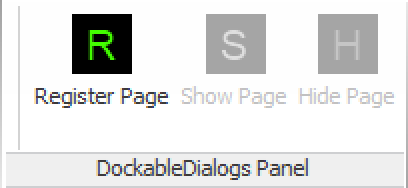 R S H
Register Page Show Page Hide Page
DockableDialogs Panel